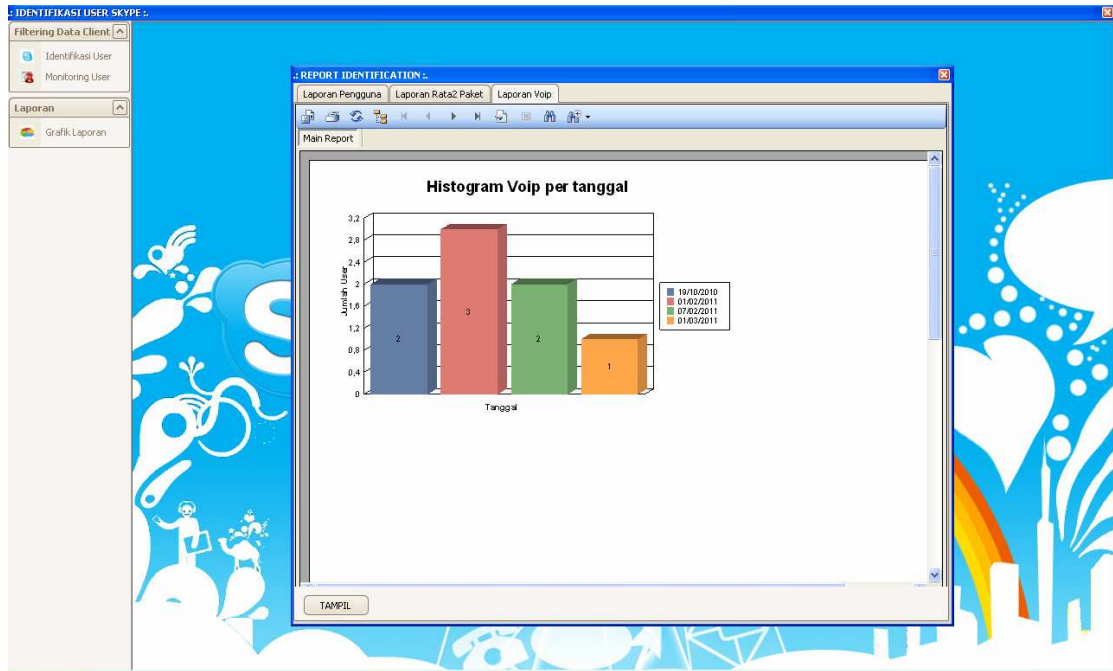 .: IDENTIFIKASI USER SKYPE :.
Filtering Data Client
Identifikasi User
Monitoring User
Laporan
Grafik Laporan
.: REPORT IDENTIFICATION :.
Laporan Pengguna Laporan Rata2 Paket Laporan Voip
Main Report
Histogram Voip per tanggal
3,2
2,8
2,4
2
1,6
1,2
0,8
0,4
0
Jumlah User
2
3
2
1
Tanggal
19/10/2010
01/02/2011
07/02/2011
01/03/2011
TAMPIL